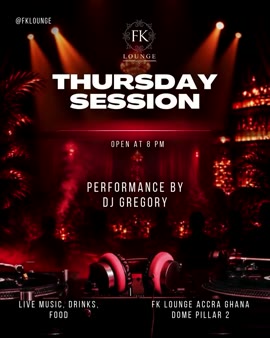 @FKLOUNGE
FK
LOUNGE
THURSDAY
SESSION
OPEN AT 8 PM
PERFORMANCE BY
DJ GREGORY
LIVE MUSIC, DRINKS,
FOOD
FK LOUNGE ACCRA GHANA
DOME PILLAR 2